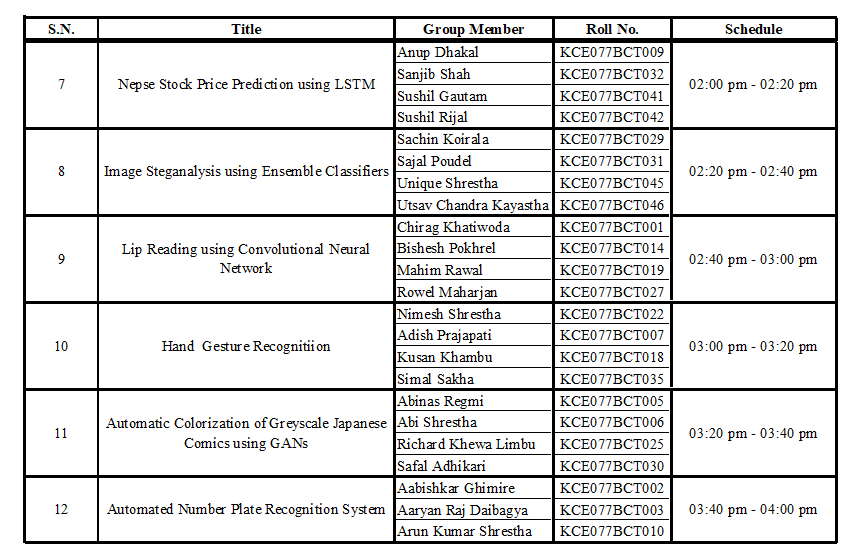 S.N. Title Group Member Roll No. Schedule
7 Nepse Stock Price Prediction using LSTM 02:00 pm - 02:20 pm
Anup Dhakal KCE077BCT009
Sanjib Shah KCE077BCT032
Sushil Gautam KCE077BCT041
Sushil Rijal KCE077BCT042
8 Image Steganalysis using Ensemble Classifiers 02:20 pm - 02:40 pm
Sachin Koirala KCE077BCT029
Sajal Poudel KCE077BCT031
Unique Shrestha KCE077BCT045
Utsav Chandra Kayastha KCE077BCT046
9 Lip Reading using Convolutional Neural
Network 02:40 pm - 03:00 pm
Chirag Khatiwoda KCE077BCT001
Bishesh Pokhrel KCE077BCT014
Mahim Rawal KCE077BCT019
Rowel Maharjan KCE077BCT027
10 Hand Gesture Recognitiion 03:00 pm - 03:20 pm
Nimesh Shrestha KCE077BCT022
Adish Prajapati KCE077BCT007
Kusan Khambu KCE077BCT018
Simal Sakha KCE077BCT035
11 Automatic Colorization of Greyscale Japanese
Comics using GANs 03:20 pm - 03:40 pm
Abinas Regmi KCE077BCT005
Abi Shrestha KCE077BCT006
Richard Khewa Limbu KCE077BCT025
Safal Adhikari KCE077BCT030
12 Automated Number Plate Recognition System 03:40 pm - 04:00 pm
Aabishkar Ghimire KCE077BCT002
Aaryan Raj Daibagya KCE077BCT003
Arun Kumar Shrestha KCE077BCT010